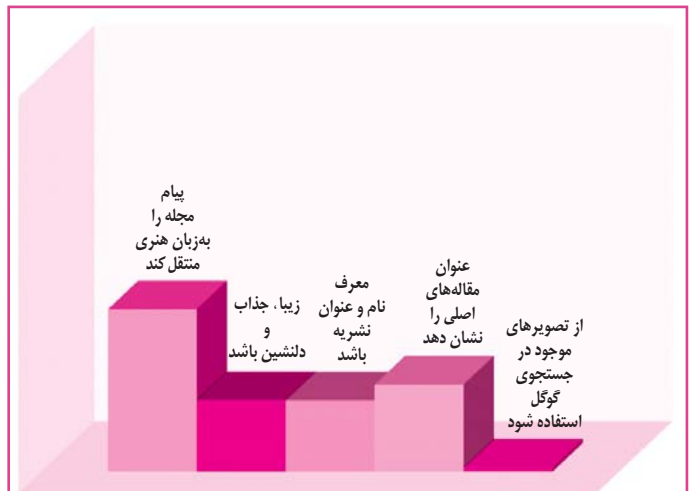 پیام
مجله را
به‌زبان هنری
منتقل کند
زیبا، جذاب
و
دلنشین باشد
معرف
نام و عنوان
نشریه
باشد
عنوان
مقاله‌های
اصلی را
نشان دهد
از تصویرهای
موجود در
جستجوی
گوگل
استفاده شود